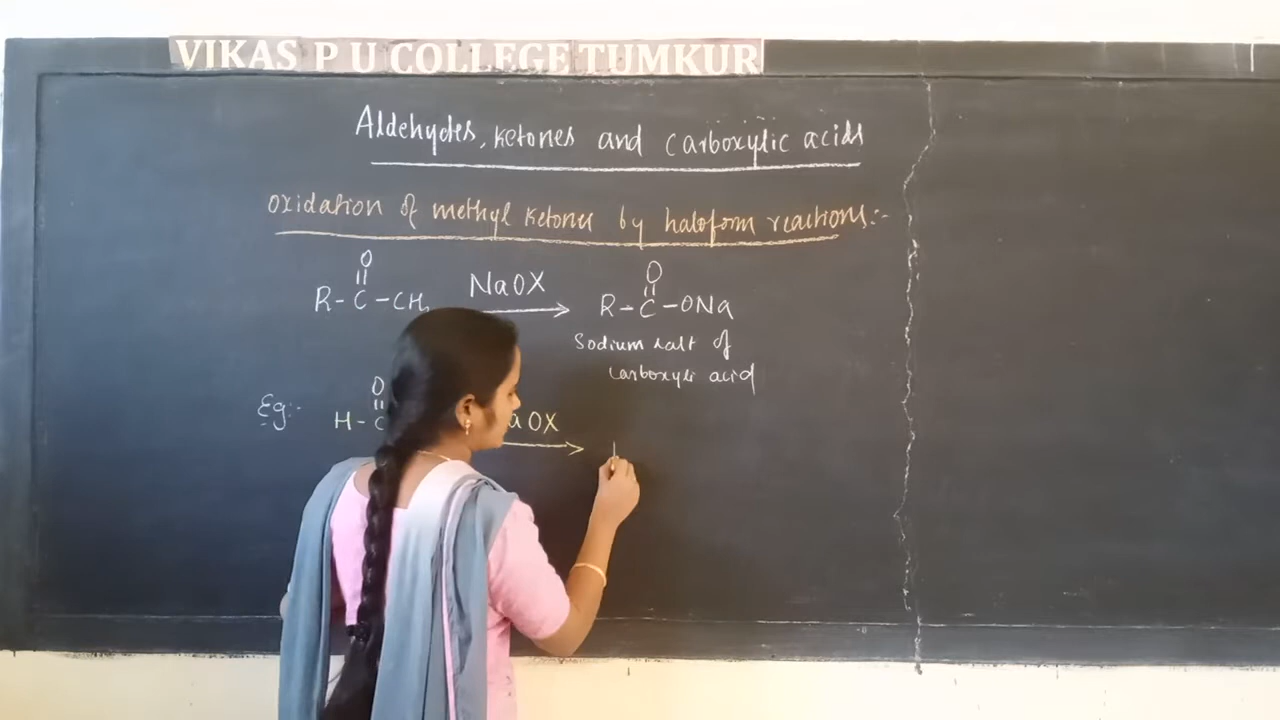 VIKAS P U COLLEGE TUMKUR
Aldehydes, ketones and carboxylic acids
Oxidation of methyl ketones by haloform reactions:-
O
R-C-CH3 NaOX
O
R-C-ONa
Sodium salt of
carboxylic acid
Eg:-
O
H-C aOX